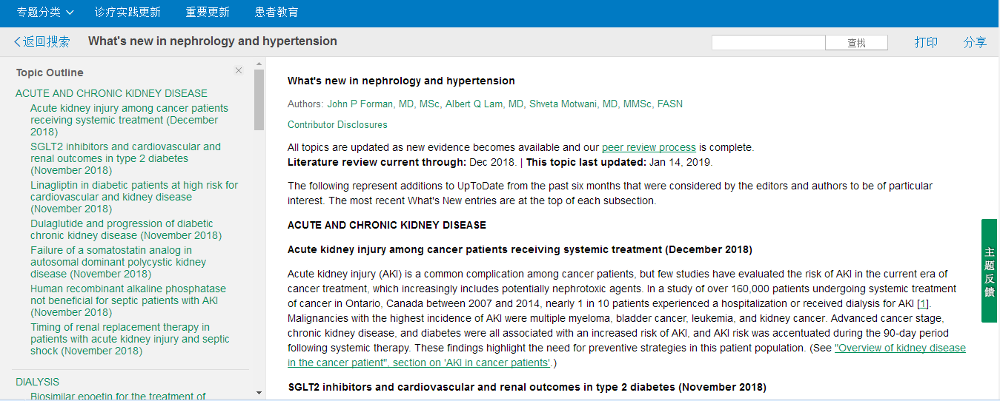 专题分类 诊疗实践更新 重要更新 患者教育
返回搜索 What's new in nephrology and hypertension 查找 打印 分享
Topic Outline
ACUTE AND CHRONIC KIDNEY DISEASE
Acute kidney injury among cancer patients
receiving systemic treatment (December
2018)
SGLT2 inhibitors and cardiovascular and
renal outcomes in type 2 diabetes
(November 2018)
Linagliptin in diabetic patients at high risk for
cardiovascular and kidney disease
(November 2018)
Dulaglutide and progression of diabetic
chronic kidney disease (November 2018)
Failure of a somatostatin analog in
autosomal dominant polycystic kidney
disease (November 2018)
Human recombinant alkaline phosphatase
not beneficial for septic patients with AKI
(November 2018)
Timing of renal replacement therapy in
patients with acute kidney injury and septic
shock (November 2018)
DIALYSIS
Biosimilar epoetin for the treatment of
What's new in nephrology and hypertension
Authors: John P Forman, MD, MSc, Albert Q Lam, MD, Shveta Motwani, MD, MMSc, FASN
Contributor Disclosures
All topics are updated as new evidence becomes available and our peer review process is complete.
Literature review current through: Dec 2018. | This topic last updated: Jan 14, 2019.
The following represent additions to UpToDate from the past six months that were considered by the editors and authors to be of particular
interest. The most recent What's New entries are at the top of each subsection.
ACUTE AND CHRONIC KIDNEY DISEASE
Acute kidney injury among cancer patients receiving systemic treatment (December 2018)
Acute kidney injury (AKI) is a common complication among cancer patients, but few studies have evaluated the risk of AKI in the current era of
cancer treatment, which increasingly includes potentially nephrotoxic agents. In a study of over 160,000 patients undergoing systemic treatment
of cancer in Ontario, Canada between 2007 and 2014, nearly 1 in 10 patients experienced a hospitalization or received dialysis for AKI [1].
Malignancies with the highest incidence of AKI were multiple myeloma, bladder cancer, leukemia, and kidney cancer. Advanced cancer stage,
chronic kidney disease, and diabetes were all associated with an increased risk of AKI, and AKI risk was accentuated during the 90-day period
following systemic therapy. These findings highlight the need for preventive strategies in this patient population. (See "Overview of kidney disease
in the cancer patient", section on 'AKI in cancer patients'.)
SGLT2 inhibitors and cardiovascular and renal outcomes in type 2 diabetes (November 2018)
主題反饋